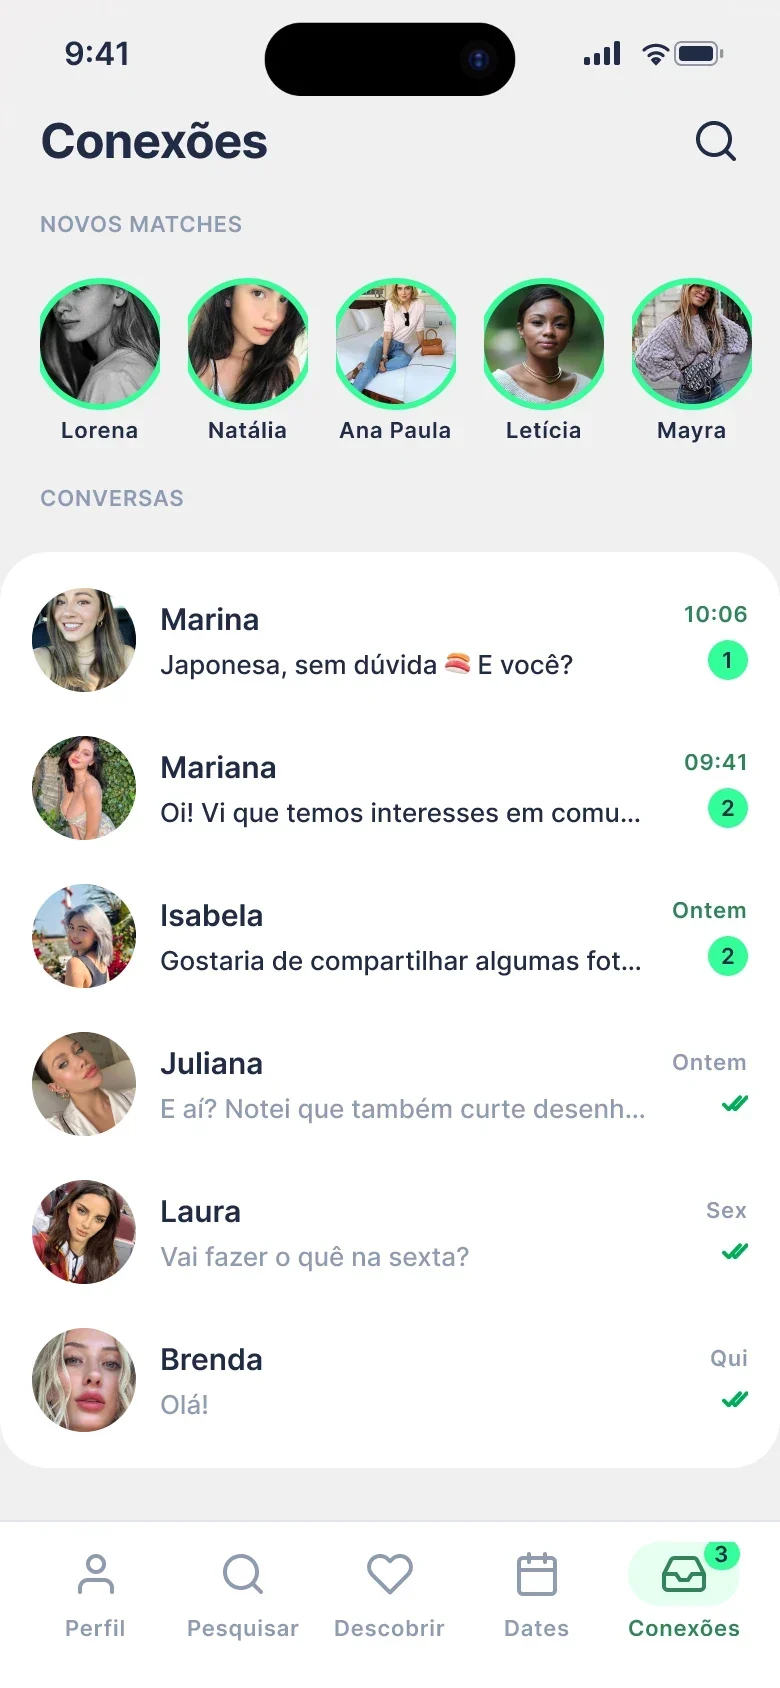 9:41
Conexões
NOVOS MATCHES
Lorena Natália Ana Paula Letícia Mayra
CONVERSAS
Marina 10:06
Japonesa, sem dúvida 🍣 E você? 1
Mariana 09:41
Oi! Vi que temos interesses em comu... 2
Isabela Ontem
Gostaria de compartilhar algumas fot... 2
Juliana Ontem
E aí? Notei que também curte desenh...
Laura Sex
Vai fazer o quê na sexta?
Brenda Qui
Olá!
3
Perfil Pesquisar Descobrir Dates Conexões